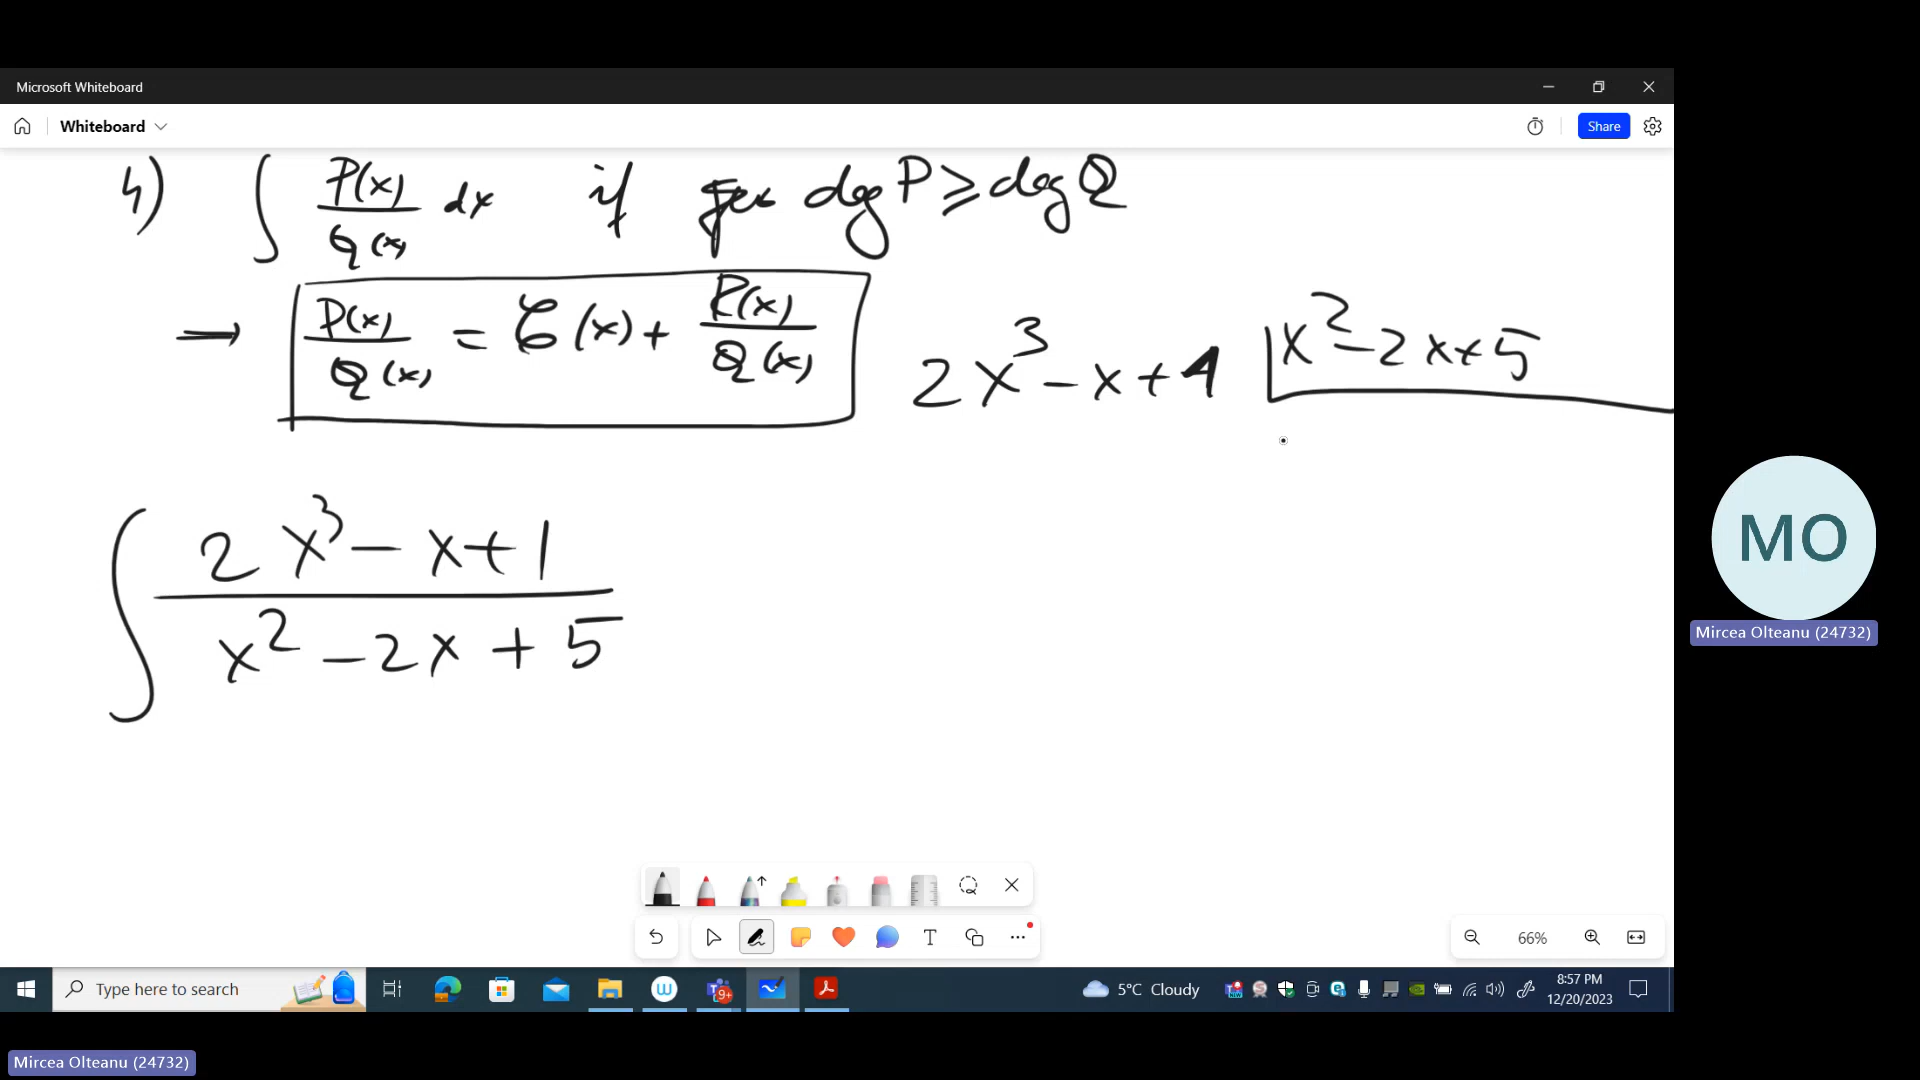 Microsoft Whiteboard
Whiteboard
Share
4) ∫ P(x)/Q(x) dx if deg P ≥ deg Q
→ P(x)/Q(x) = C(x) + R(x)/Q(x)
2x³ - x + 1 | x² - 2x + 5
∫ (2x³ - x + 1)/(x² - 2x + 5)
MO
Mircea Olteanu (24732)
T
66%
Type here to search
W
9+
5°C Cloudy
8:57 PM
12/20/2023
Mircea Olteanu (24732)